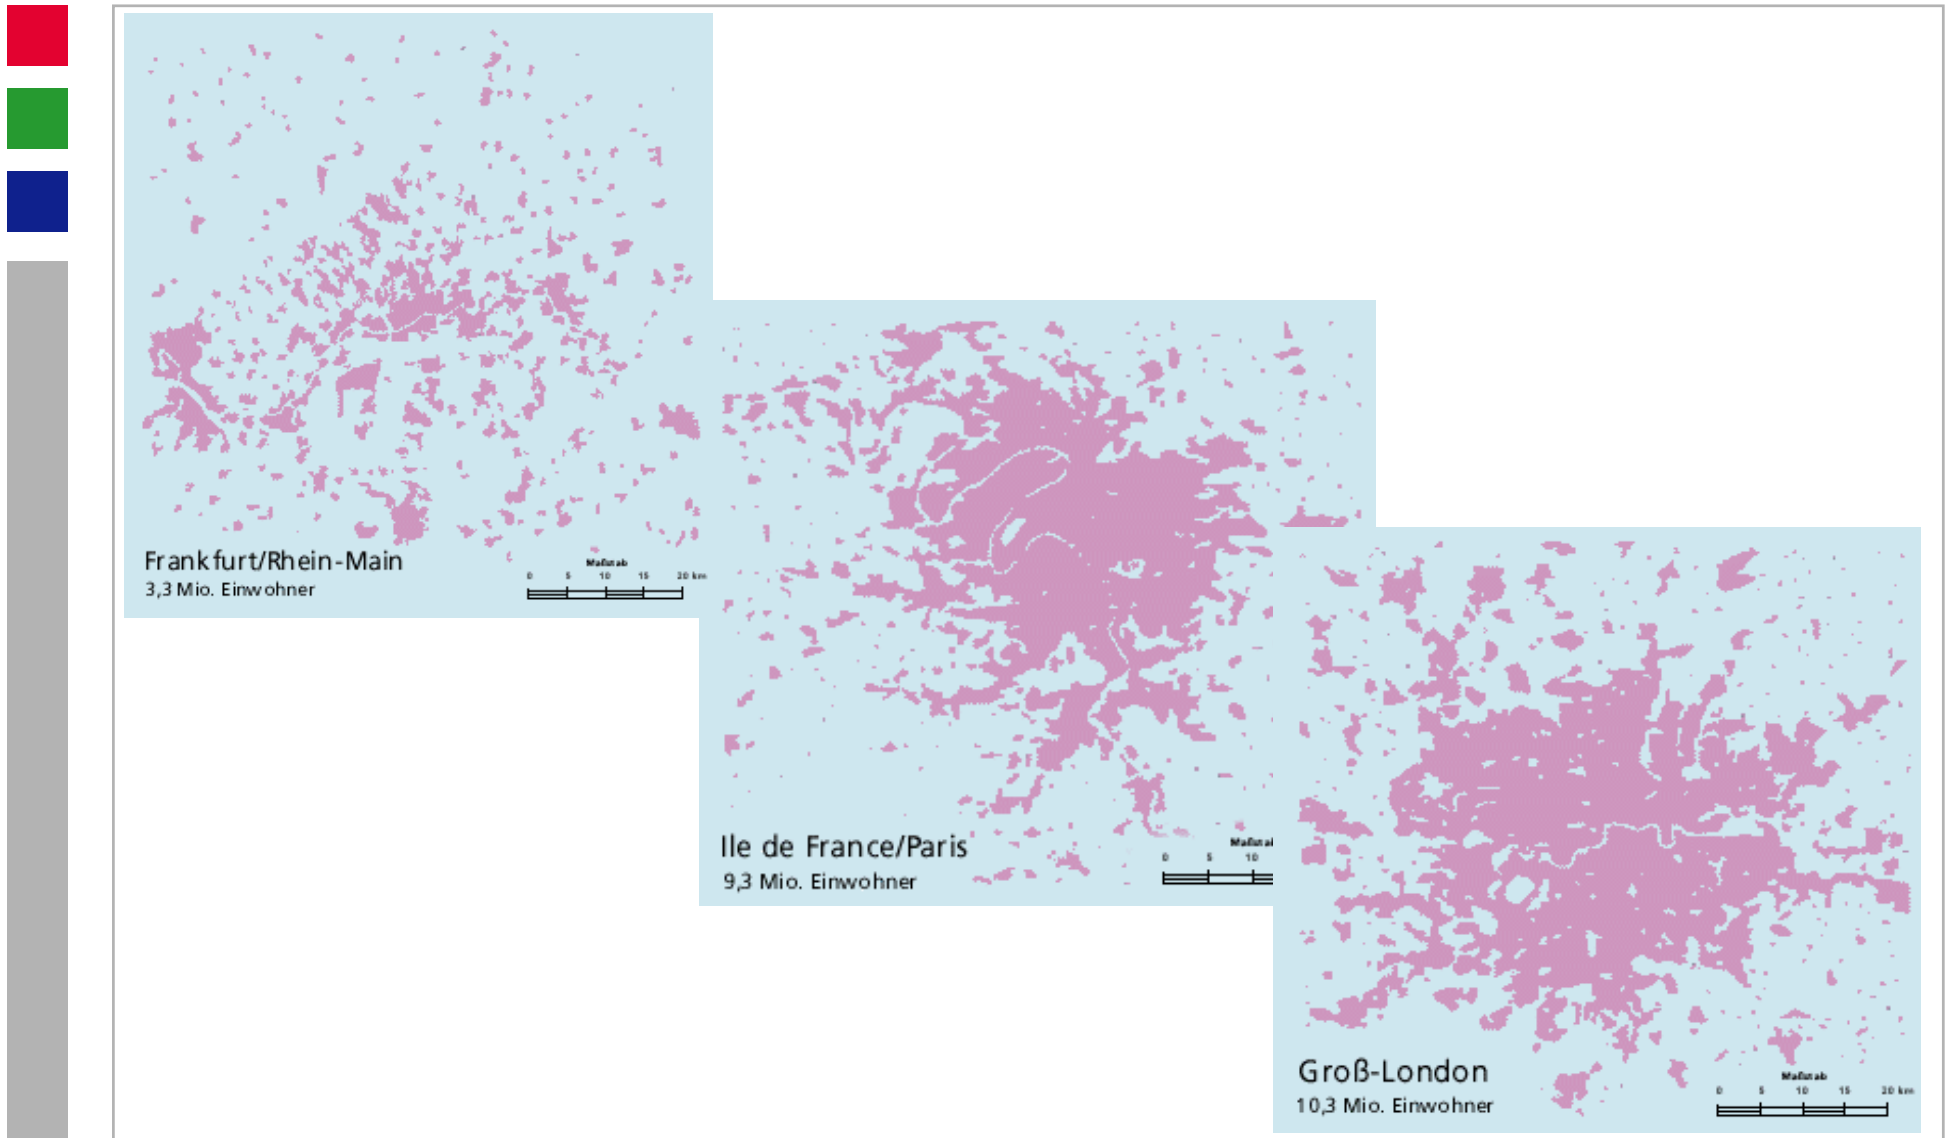 Frankfurt/Rhein-Main
3,3 Mio. Einwohner
Maßstab
0 5 10 15 20 km
Ile de France/Paris
9,3 Mio. Einwohner
0 5 10
Groß-London
10,3 Mio. Einwohner
Maßstab
0 5 10 15 20 km